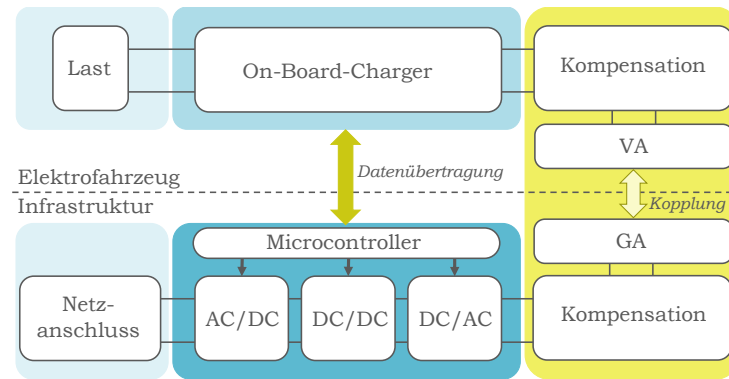 Last
On-Board-Charger
Kompensation
VA
Datenübertragung
Elektrofahrzeug
Infrastruktur
Kopplung
Microcontroller
GA
Netz-
anschluss
AC/DC
DC/DC
DC/AC
Kompensation